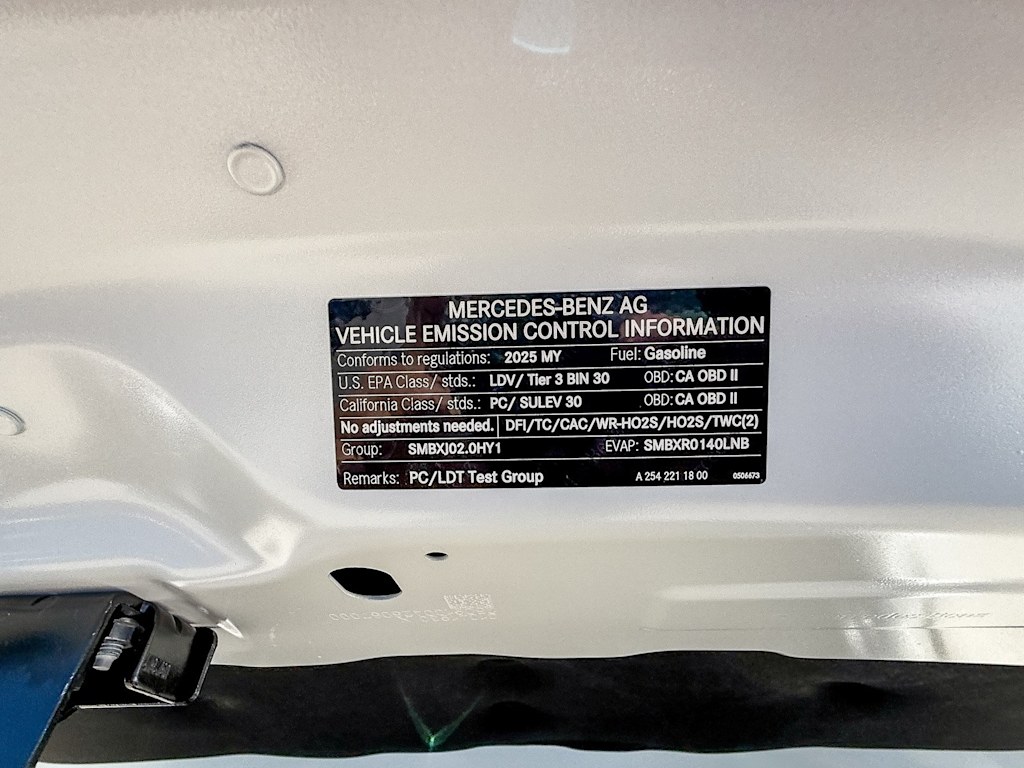 MERCEDES-BENZ AG
VEHICLE EMISSION CONTROL INFORMATION
Conforms to regulations: 2025 MY Fuel: Gasoline
U.S. EPA Class/ stds.: LDV/ Tier 3 BIN 30 OBD: CA OBD II
California Class/ stds.: PC/ SULEV 30 OBD: CA OBD II
No adjustments needed. DFI/TC/CAC/WR-HO2S/HO2S/TWC(2)
Group: SMBXJ02.0HY1 EVAP: SMBXR0140LNB
Remarks: PC/LDT Test Group A 254 221 18 00 0506673